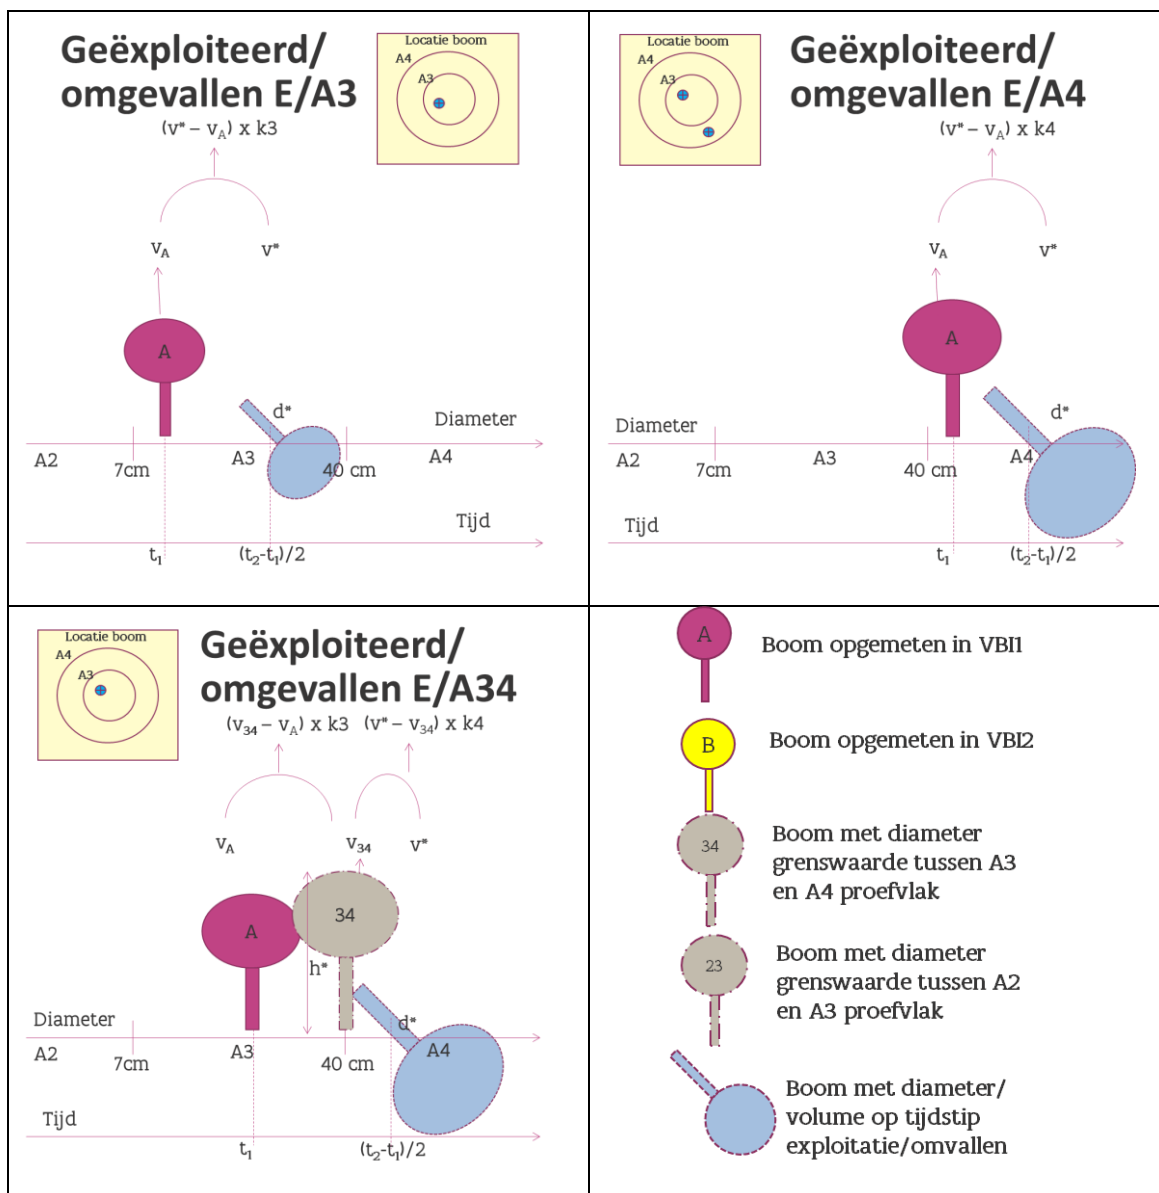 Geëxploiteerd/
omgevallen E/A3
(v* – vA) x k3
Locatie boom
A4
A3
vA
v*
A
d*
Diameter
A2
7cm
A3
40 cm
A4
Tijd
t1
(t2-t1)/2
Locatie boom
A4
A3
Geëxploiteerd/
omgevallen E/A4
(v* – vA) x k4
vA
v*
A
d*
Diameter
A2
7cm
A3
40 cm
A4
Tijd
t1
(t2-t1)/2
Locatie boom
A4
A3
Geëxploiteerd/
omgevallen E/A34
(v34 – vA) x k3 (v* – v34) x k4
vA
v34
v*
A
34
h*
d*
Diameter
A2
7cm
A3
40 cm
A4
Tijd
t1
(t2-t1)/2
A
Boom opgemeten in VBI1
B
Boom opgemeten in VBI2
34
Boom met diameter
grenswaarde tussen A3
en A4 proefvlak
23
Boom met diameter
grenswaarde tussen A2
en A3 proefvlak
Boom met diameter/
volume op tijdstip
exploitatie/omvallen